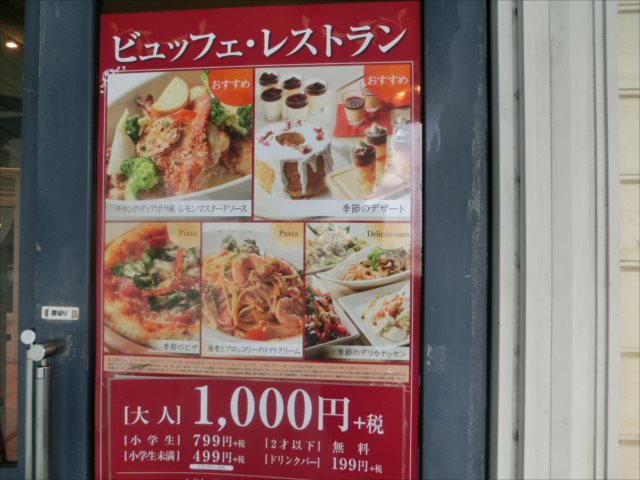 ビュッフェ・レストラン
おすすめ
おすすめ
チキンのディアボラ風, レモンマスタードソース
季節のデザート
Pizza
Pasta
Delicatessen
季節のピザ
海老とブロッコリーのトマトクリーム
季節のデリカテッセン
[大人] 1,000円+税
[小学生] 799円+税
[2才以下] 無料
[小学生未満] 499円+税
[ドリンクバー] 199円+税